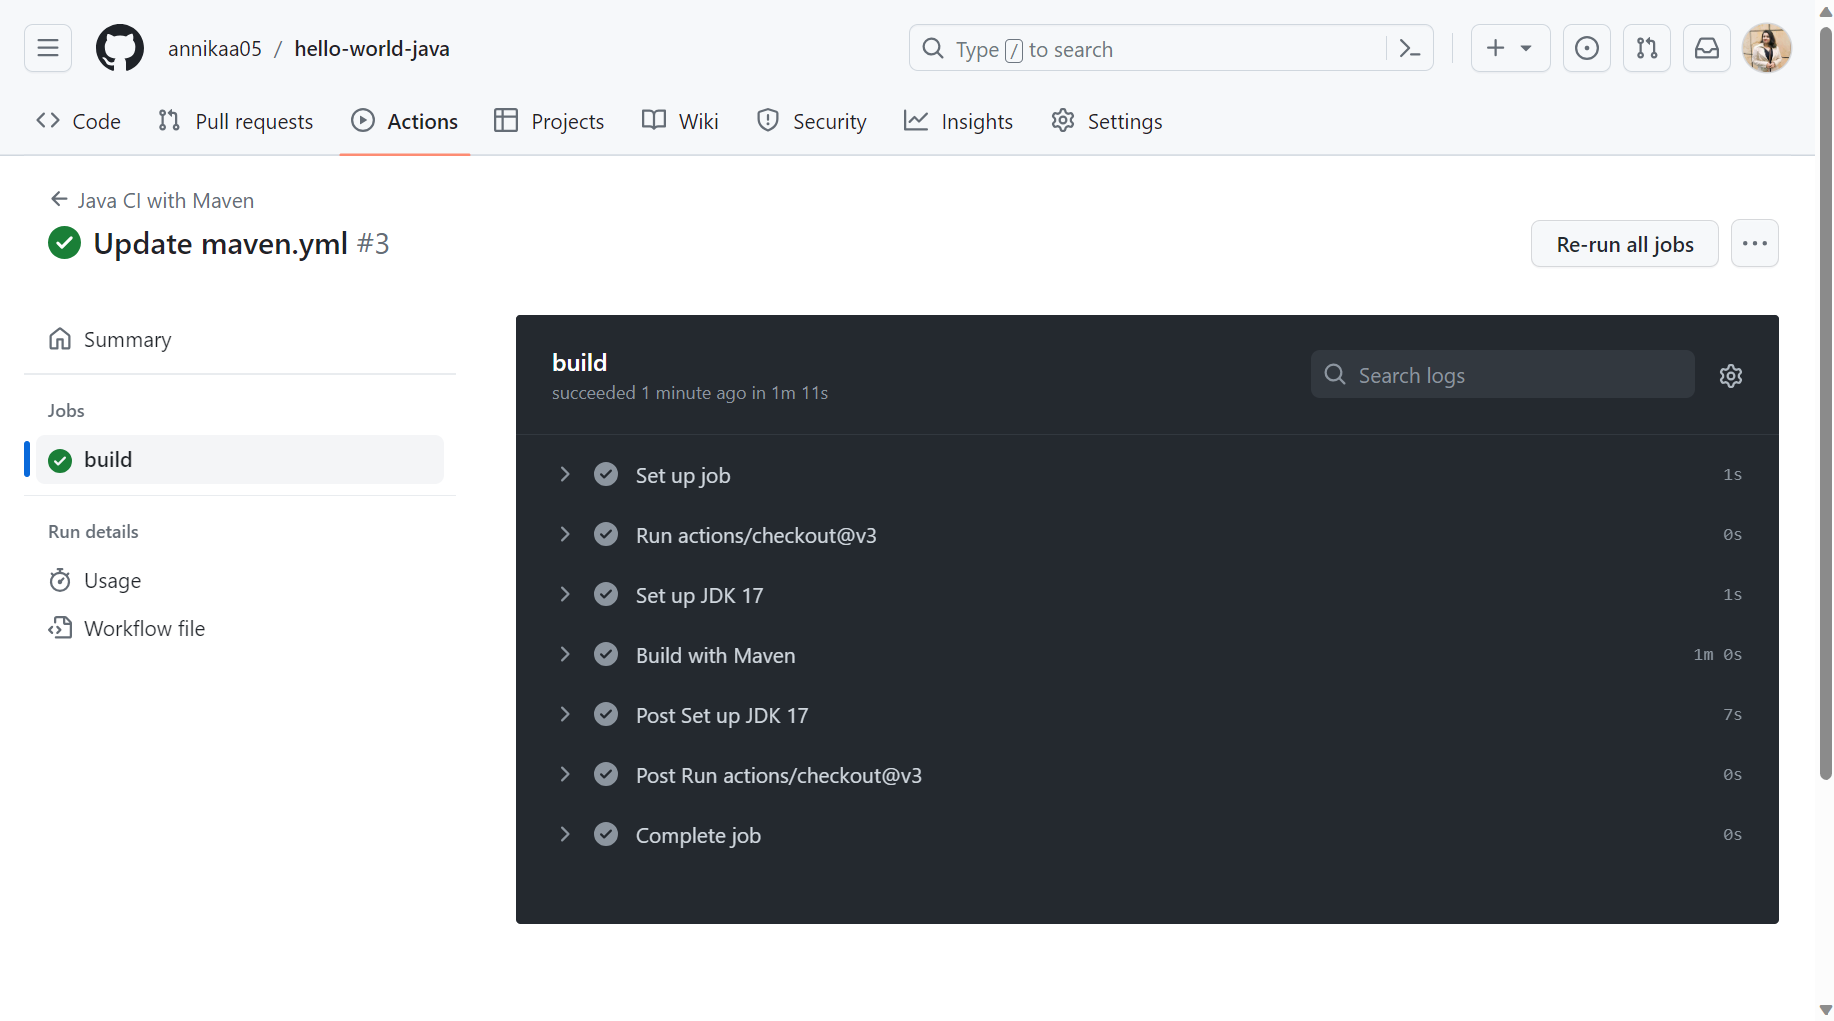 annikaa05 / hello-world-java
Type / to search
Code
Pull requests
Actions
Projects
Wiki
Security
Insights
Settings
Java CI with Maven
Update maven.yml #3
Re-run all jobs
Summary
Jobs
build
Run details
Usage
Workflow file
build
succeeded 1 minute ago in 1m 11s
Search logs
Set up job 1s
Run actions/checkout@v3 0s
Set up JDK 17 1s
Build with Maven 1m 0s
Post Set up JDK 17 7s
Post Run actions/checkout@v3 0s
Complete job 0s